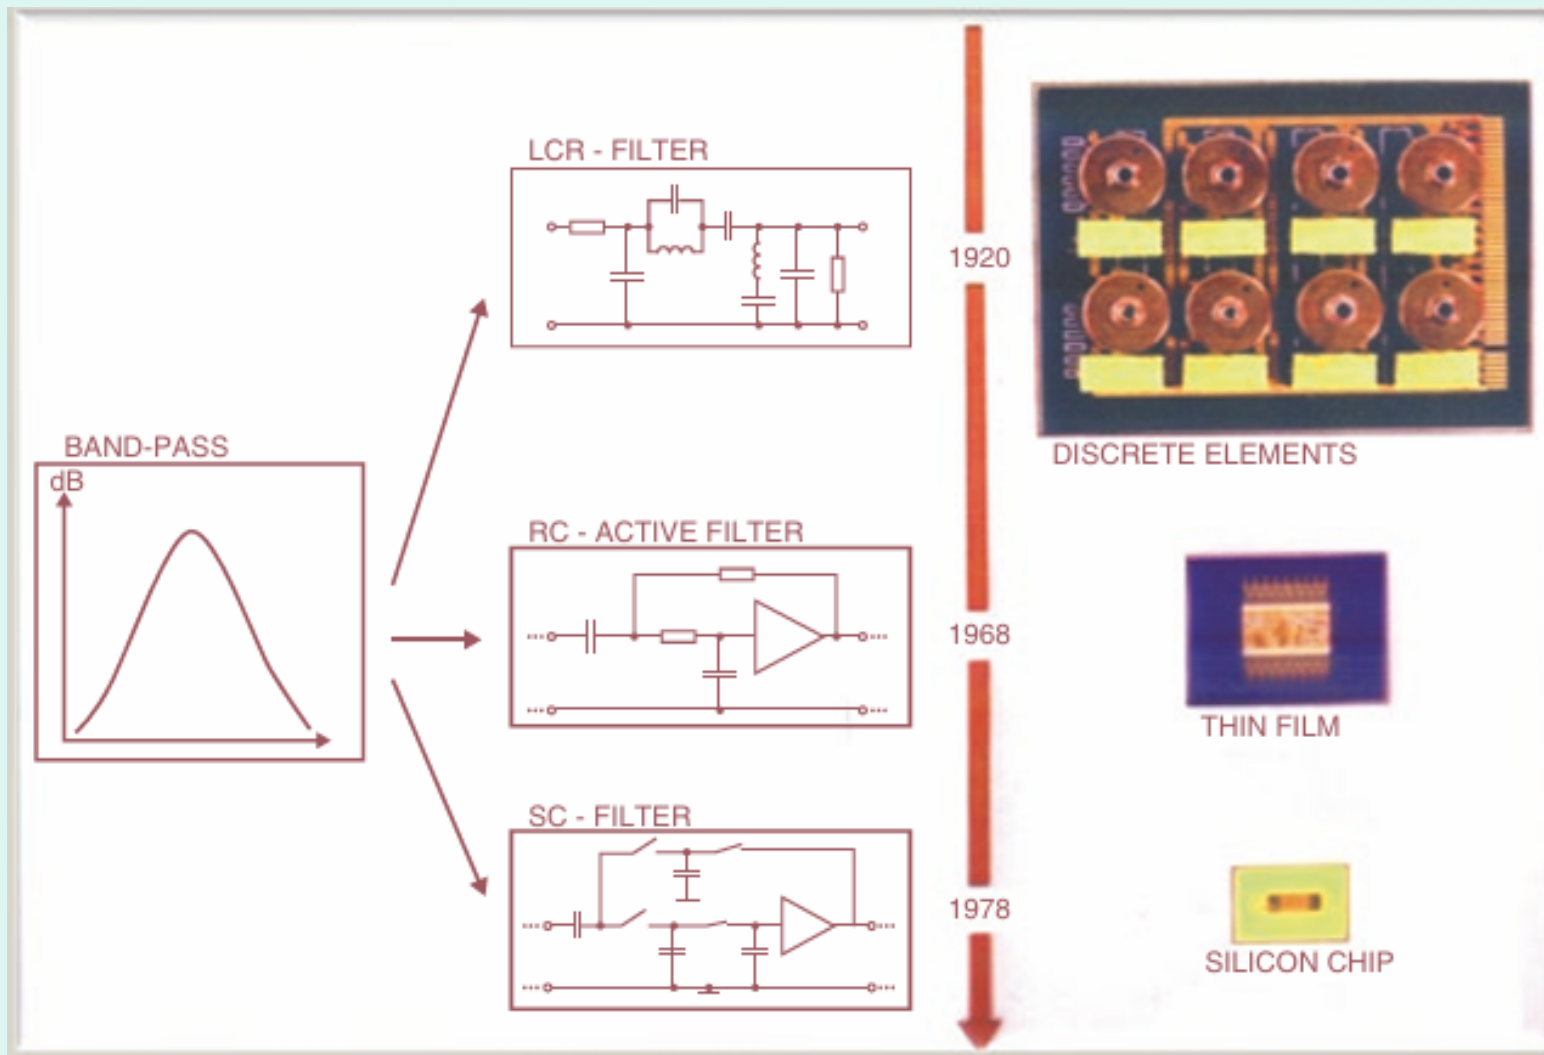 LCR - FILTER
1920
DISCRETE ELEMENTS
BAND-PASS
dB
RC - ACTIVE FILTER
1968
THIN FILM
SC - FILTER
1978
SILICON CHIP